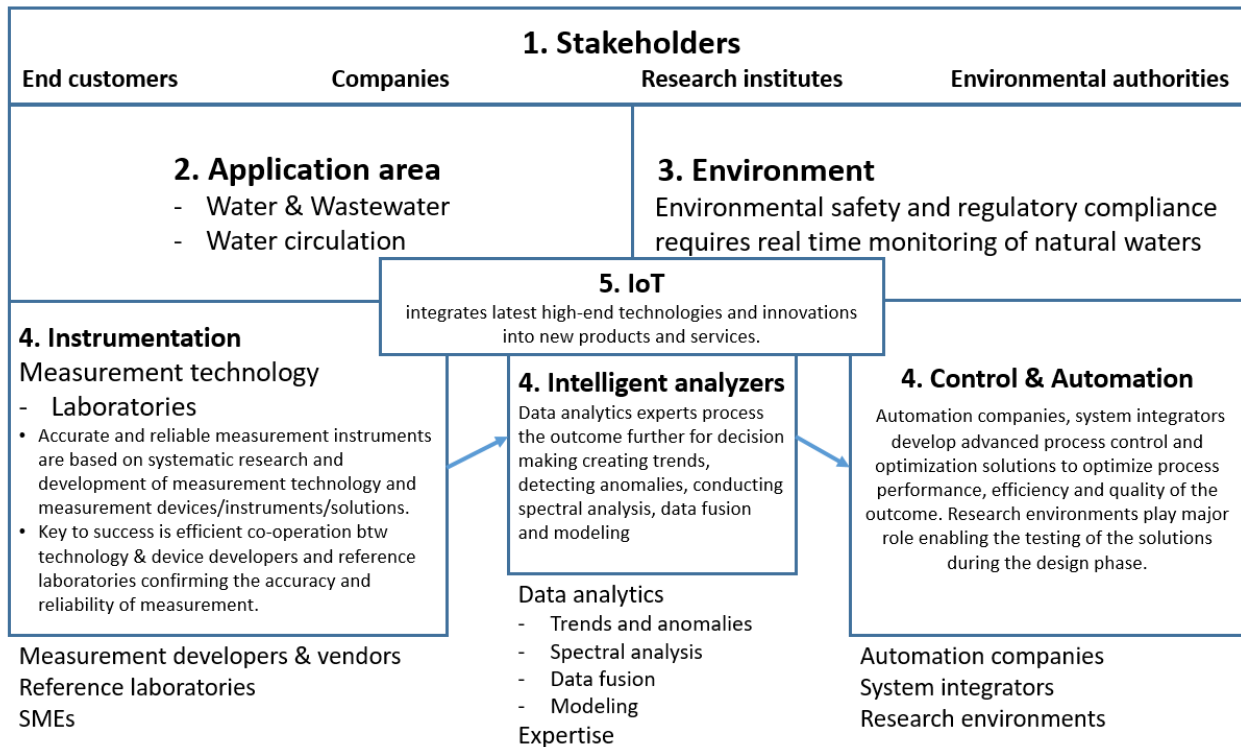 1. Stakeholders
End customers Companies Research institutes Environmental authorities
2. Application area
- Water & Wastewater
- Water circulation
3. Environment
Environmental safety and regulatory compliance
requires real time monitoring of natural waters
5. IoT
integrates latest high-end technologies and innovations
into new products and services.
4. Instrumentation
Measurement technology
- Laboratories
• Accurate and reliable measurement instruments
are based on systematic research and
development of measurement technology and
measurement devices/instruments/solutions.
• Key to success is efficient co-operation btw
technology & device developers and reference
laboratories confirming the accuracy and
reliability of measurement.
Measurement developers & vendors
Reference laboratories
SMEs
4. Intelligent analyzers
Data analytics experts process
the outcome further for decision
making creating trends,
detecting anomalies, conducting
spectral analysis, data fusion
and modeling
Data analytics
- Trends and anomalies
- Spectral analysis
- Data fusion
- Modeling
Expertise
4. Control & Automation
Automation companies, system integrators
develop advanced process control and
optimization solutions to optimize process
performance, efficiency and quality of the
outcome. Research environments play major
role enabling the testing of the solutions
during the design phase.
Automation companies
System integrators
Research environments